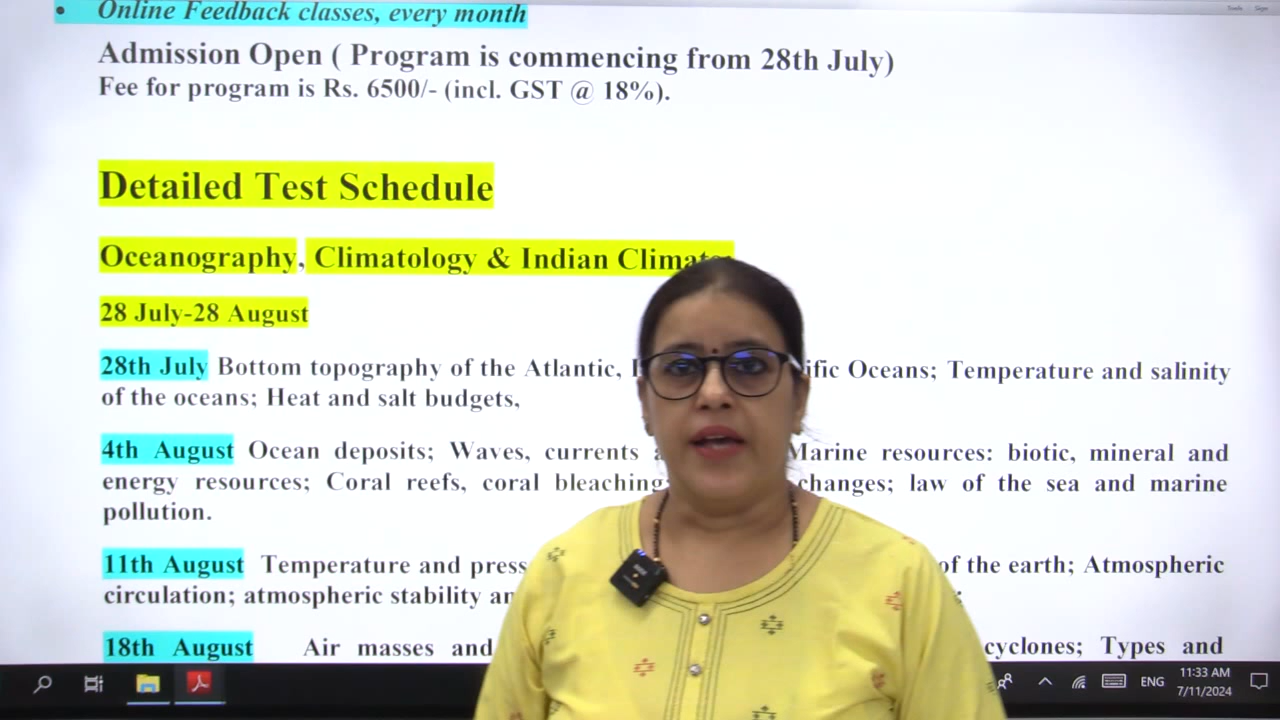 • Online Feedback classes, every month
Admission Open ( Program is commencing from 28th July)
Fee for program is Rs. 6500/- (incl. GST @ 18%).
Detailed Test Schedule
Oceanography, Climatology & Indian Climate
28 July-28 August
28th July Bottom topography of the Atlantic, Oceans; Temperature and salinity
of the oceans; Heat and salt budgets,
4th August Ocean deposits; Waves, currents Marine resources: biotic, mineral and
energy resources; Coral reefs, coral bleaching; changes; law of the sea and marine
pollution.
11th August Temperature and of the earth; Atmospheric
circulation; atmospheric stability
18th August Air masses and cyclones; Types and
ENG
11:33 AM
7/11/2024